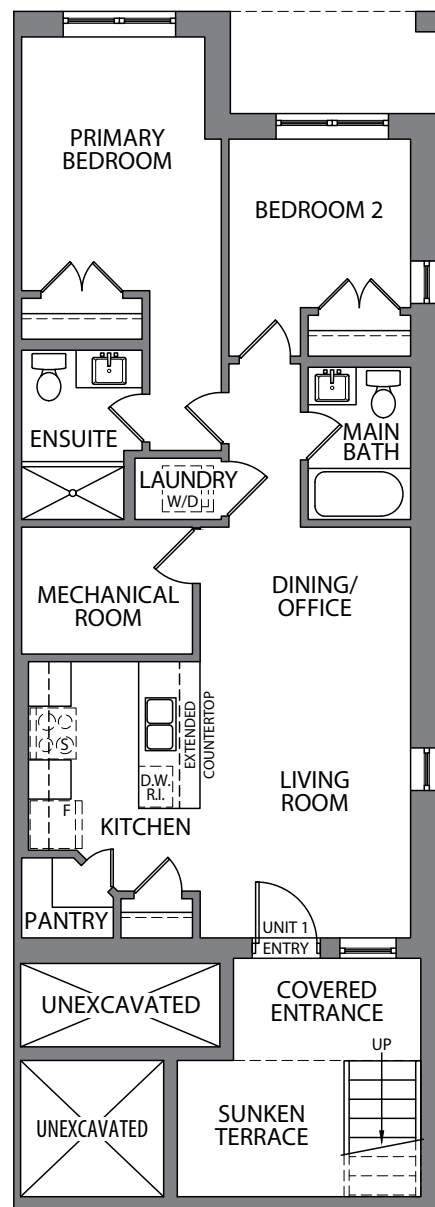 PRIMARY
BEDROOM
BEDROOM 2
ENSUITE
MAIN
BATH
LAUNDRY
W/D
MECHANICAL
ROOM
DINING/
OFFICE
S
EXTENDED
COUNTERTOP
D.W.
R.I.
F
KITCHEN
LIVING
ROOM
PANTRY
UNIT 1
ENTRY
UNEXCAVATED
COVERED
ENTRANCE
UP
UNEXCAVATED
SUNKEN
TERRACE